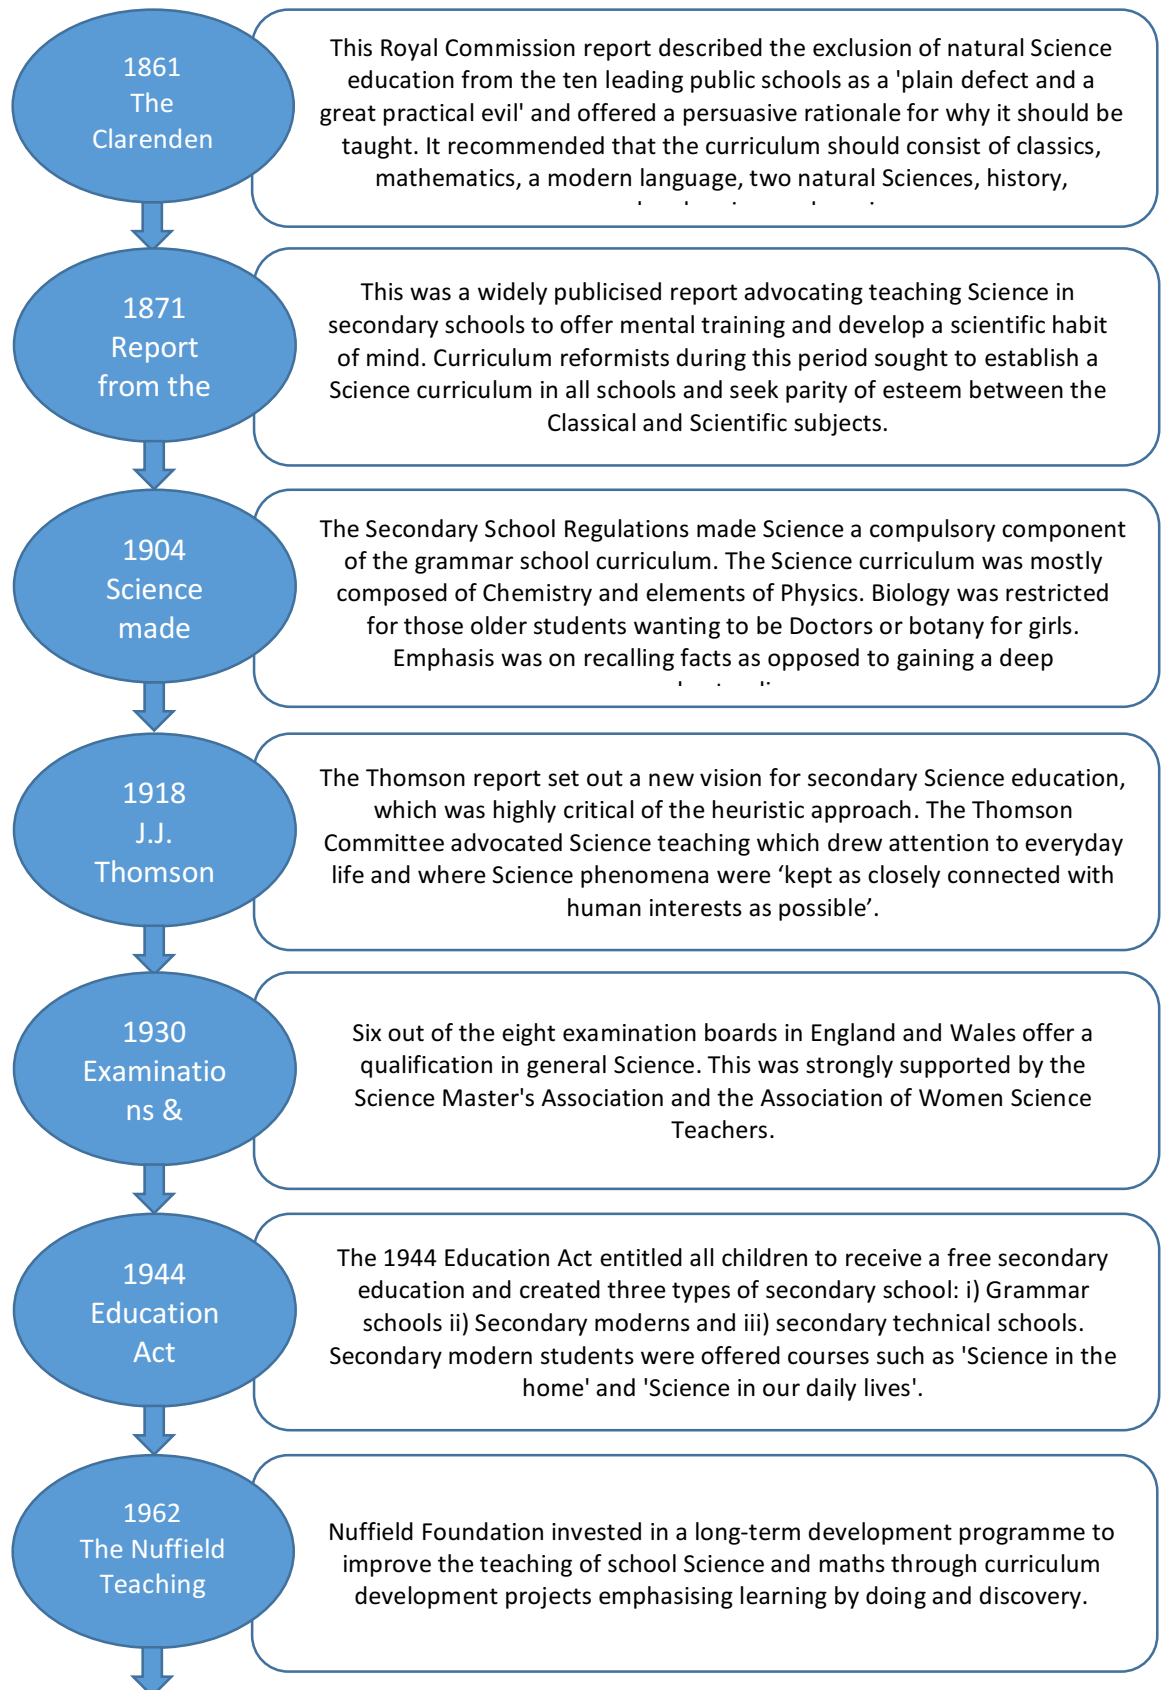 1861
The
Clarenden
This Royal Commission report described the exclusion of natural Science
education from the ten leading public schools as a 'plain defect and a
great practical evil' and offered a persuasive rationale for why it should be
taught. It recommended that the curriculum should consist of classics,
mathematics, a modern language, two natural Sciences, history,
1871
Report
from the
This was a widely publicised report advocating teaching Science in
secondary schools to offer mental training and develop a scientific habit
of mind. Curriculum reformists during this period sought to establish a
Science curriculum in all schools and seek parity of esteem between the
Classical and Scientific subjects.
1904
Science
made
The Secondary School Regulations made Science a compulsory component
of the grammar school curriculum. The Science curriculum was mostly
composed of Chemistry and elements of Physics. Biology was restricted
for those older students wanting to be Doctors or botany for girls.
Emphasis was on recalling facts as opposed to gaining a deep
1918
J.J.
Thomson
The Thomson report set out a new vision for secondary Science education,
which was highly critical of the heuristic approach. The Thomson
Committee advocated Science teaching which drew attention to everyday
life and where Science phenomena were ‘kept as closely connected with
human interests as possible’.
1930
Examinatio
ns &
Six out of the eight examination boards in England and Wales offer a
qualification in general Science. This was strongly supported by the
Science Master's Association and the Association of Women Science
Teachers.
1944
Education
Act
The 1944 Education Act entitled all children to receive a free secondary
education and created three types of secondary school: i) Grammar
schools ii) Secondary moderns and iii) secondary technical schools.
Secondary modern students were offered courses such as 'Science in the
home' and 'Science in our daily lives'.
1962
The Nuffield
Teaching
Nuffield Foundation invested in a long-term development programme to
improve the teaching of school Science and maths through curriculum
development projects emphasising learning by doing and discovery.